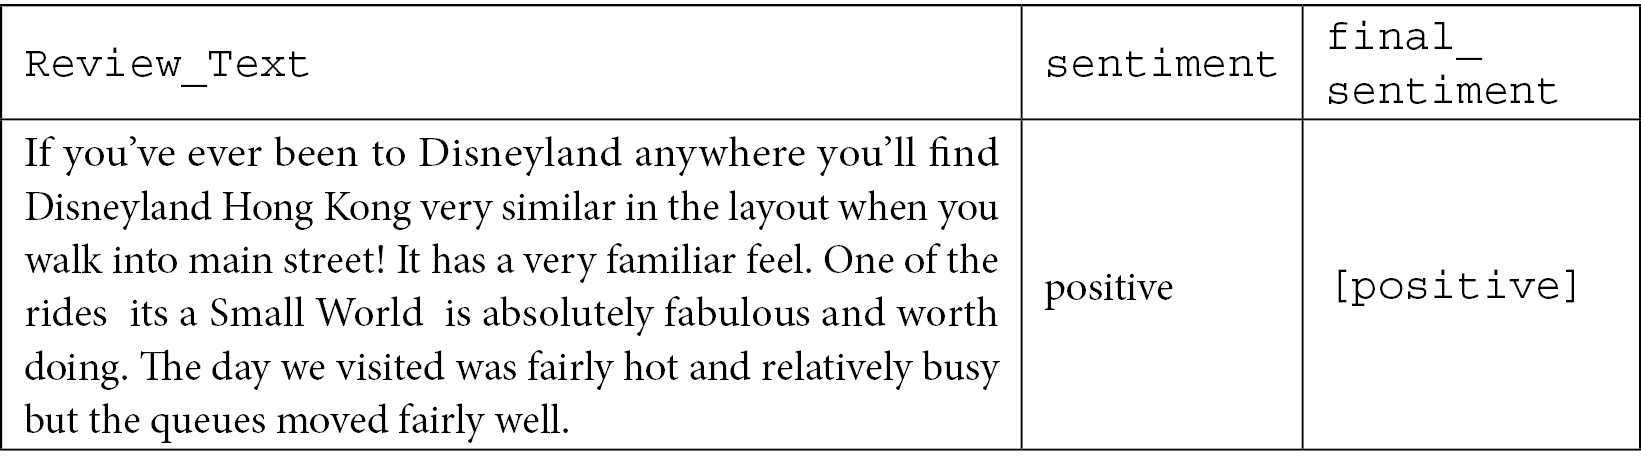 Review_Text
sentiment
final_
sentiment
If you’ve ever been to Disneyland anywhere you’ll find
Disneyland Hong Kong very similar in the layout when you
walk into main street! It has a very familiar feel. One of the
rides  its a Small World  is absolutely fabulous and worth
doing. The day we visited was fairly hot and relatively busy
but the queues moved fairly well.
positive
[positive]